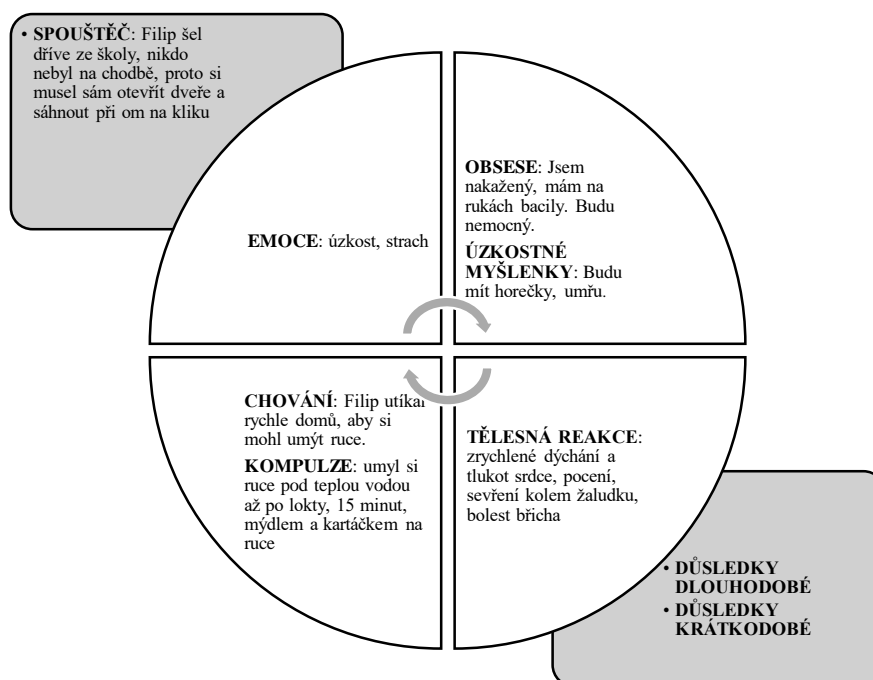 • SPOUŠTĚČ: Filip šel
dříve ze školy, nikdo
nebyl na chodbě, proto si
musel sám otevřít dveře a
sáhnout při om na kliku
EMOCE: úzkost, strach
OBSESE: Jsem
nakažený, mám na
rukách bacily. Budu
nemocný.
ÚZKOSTNÉ
MYŠLENKY: Budu
mít horečky, umřu.
CHOVÁNÍ: Filip utíkal
rychle domů, aby si
mohl umýt ruce.
KOMPULZE: umyl si
ruce pod teplou vodou
až po lokty, 15 minut,
mýdlem a kartáčkem na
ruce
TĚLESNÁ REAKCE:
zrychlené dýchání a
tlukot srdce, pocení,
sevření kolem žaludku,
bolest břicha
• DŮSLEDKY
DLOUHODOBÉ
• DŮSLEDKY
KRÁTKODOBÉ